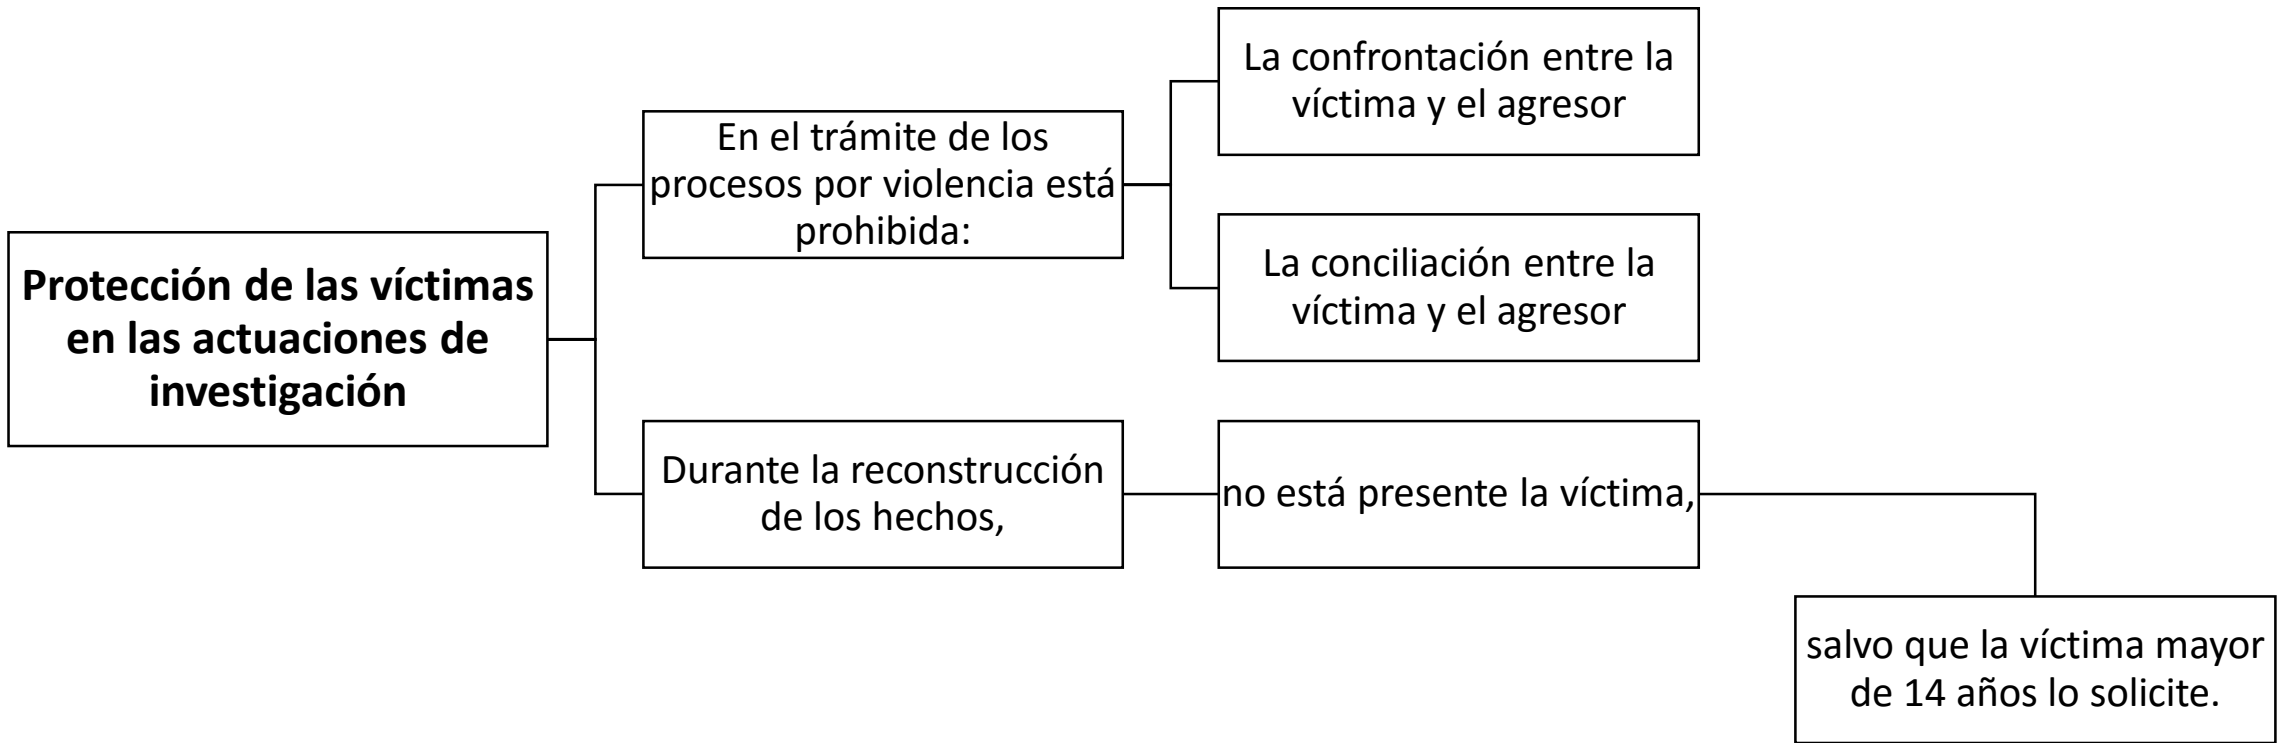 Protección de las víctimas
en las actuaciones de
investigación
En el trámite de los
procesos por violencia está
prohibida:
La confrontación entre la
víctima y el agresor
La conciliación entre la
víctima y el agresor
Durante la reconstrucción
de los hechos,
no está presente la víctima,
salvo que la víctima mayor
de 14 años lo solicite.